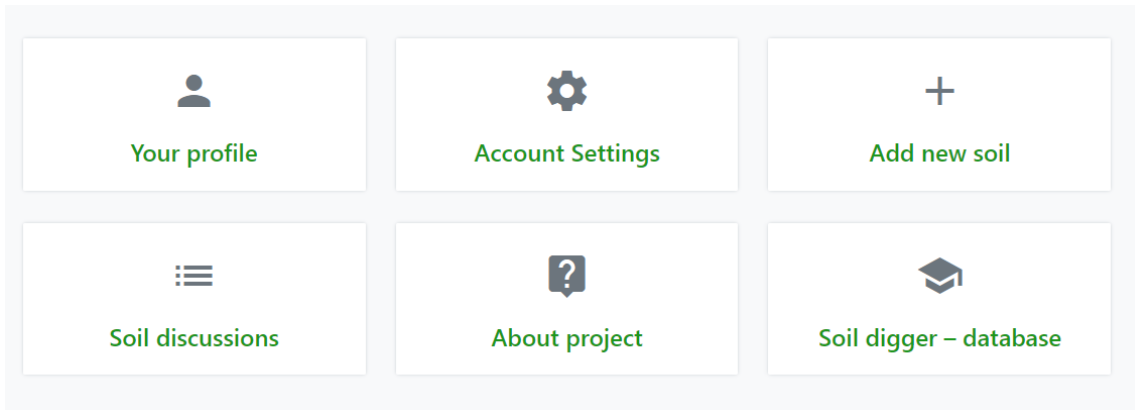 Your profile
Account Settings
Add new soil
Soil discussions
About project
Soil digger – database